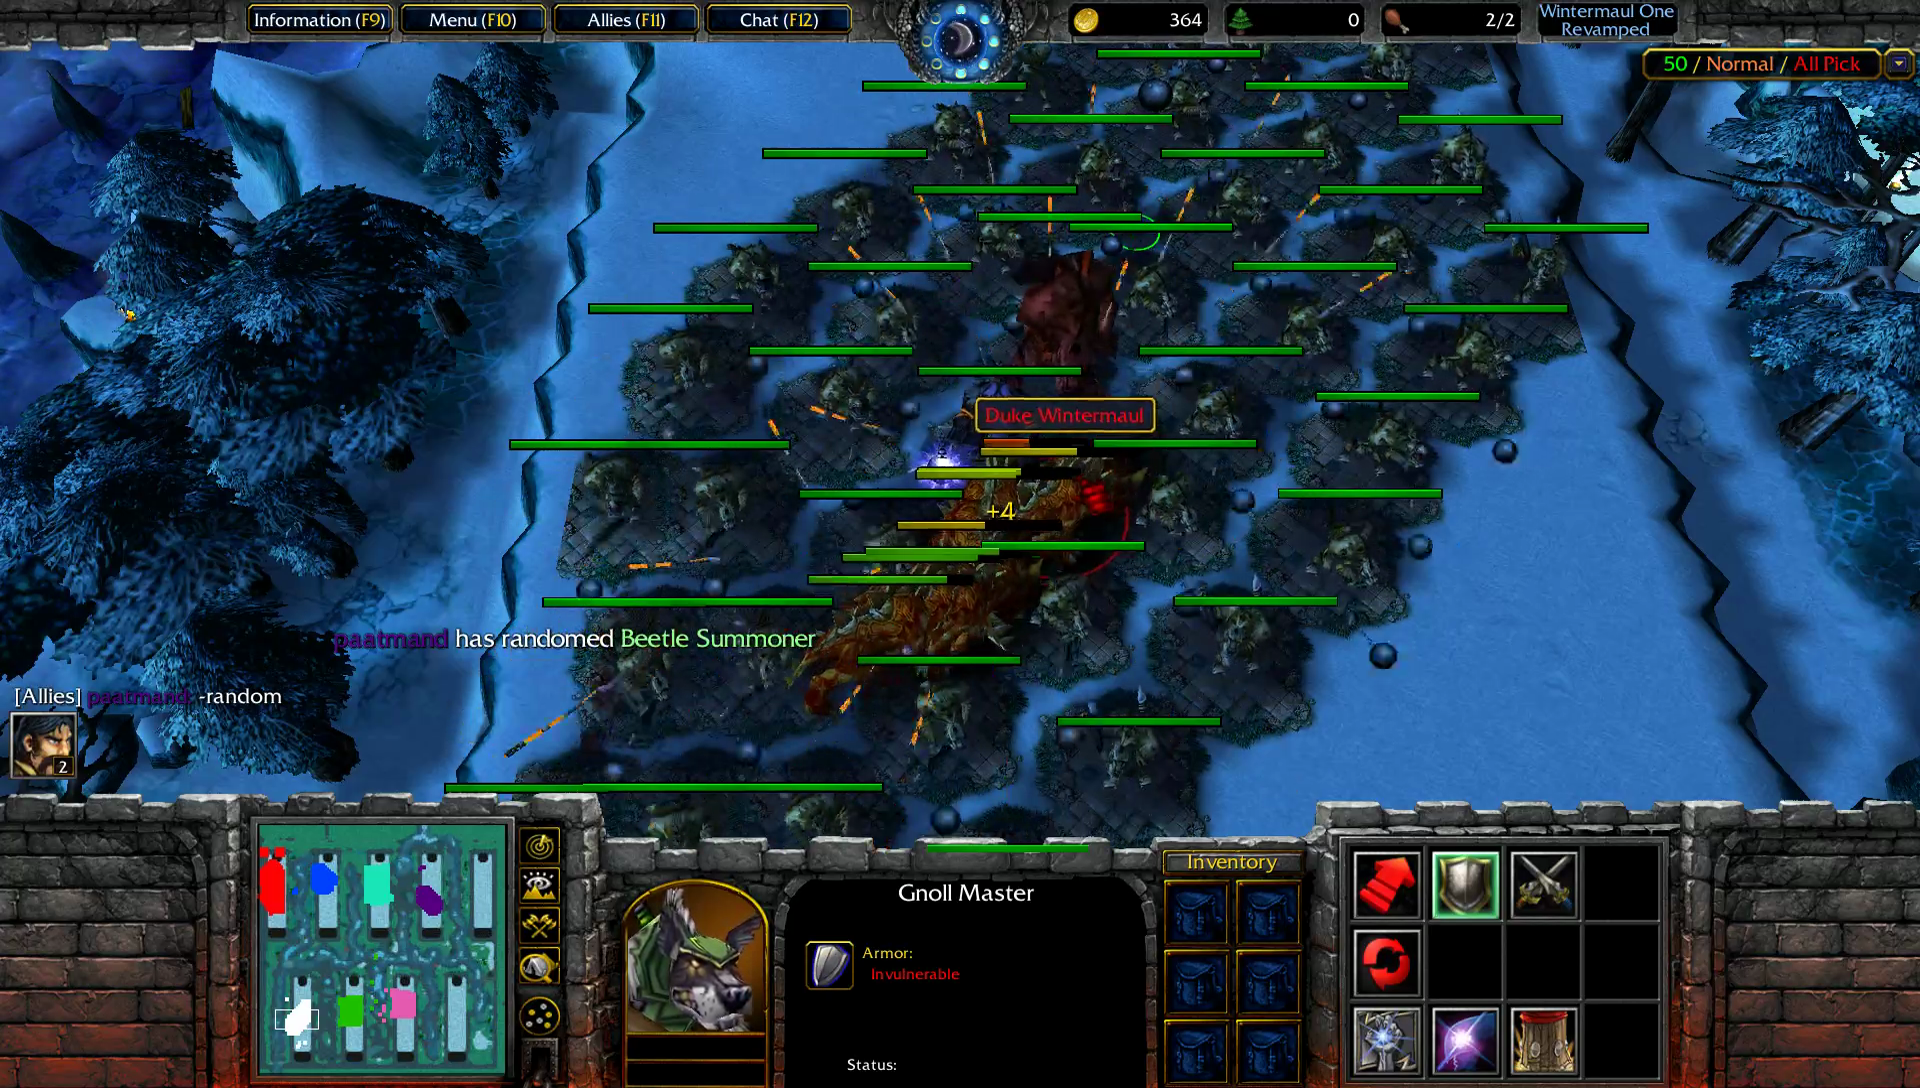 Information (F9)
Menu (F10)
Allies (F11)
Chat (F12)
364
0
2/2
Wintermaul One
Revamped
50 / Normal / All Pick
Duke Wintermaul
+4
paatmand has randomed Beetle Summoner
[Allies] paatmand: -random
2
Gnoll Master
Armor:
Invulnerable
Status:
Inventory